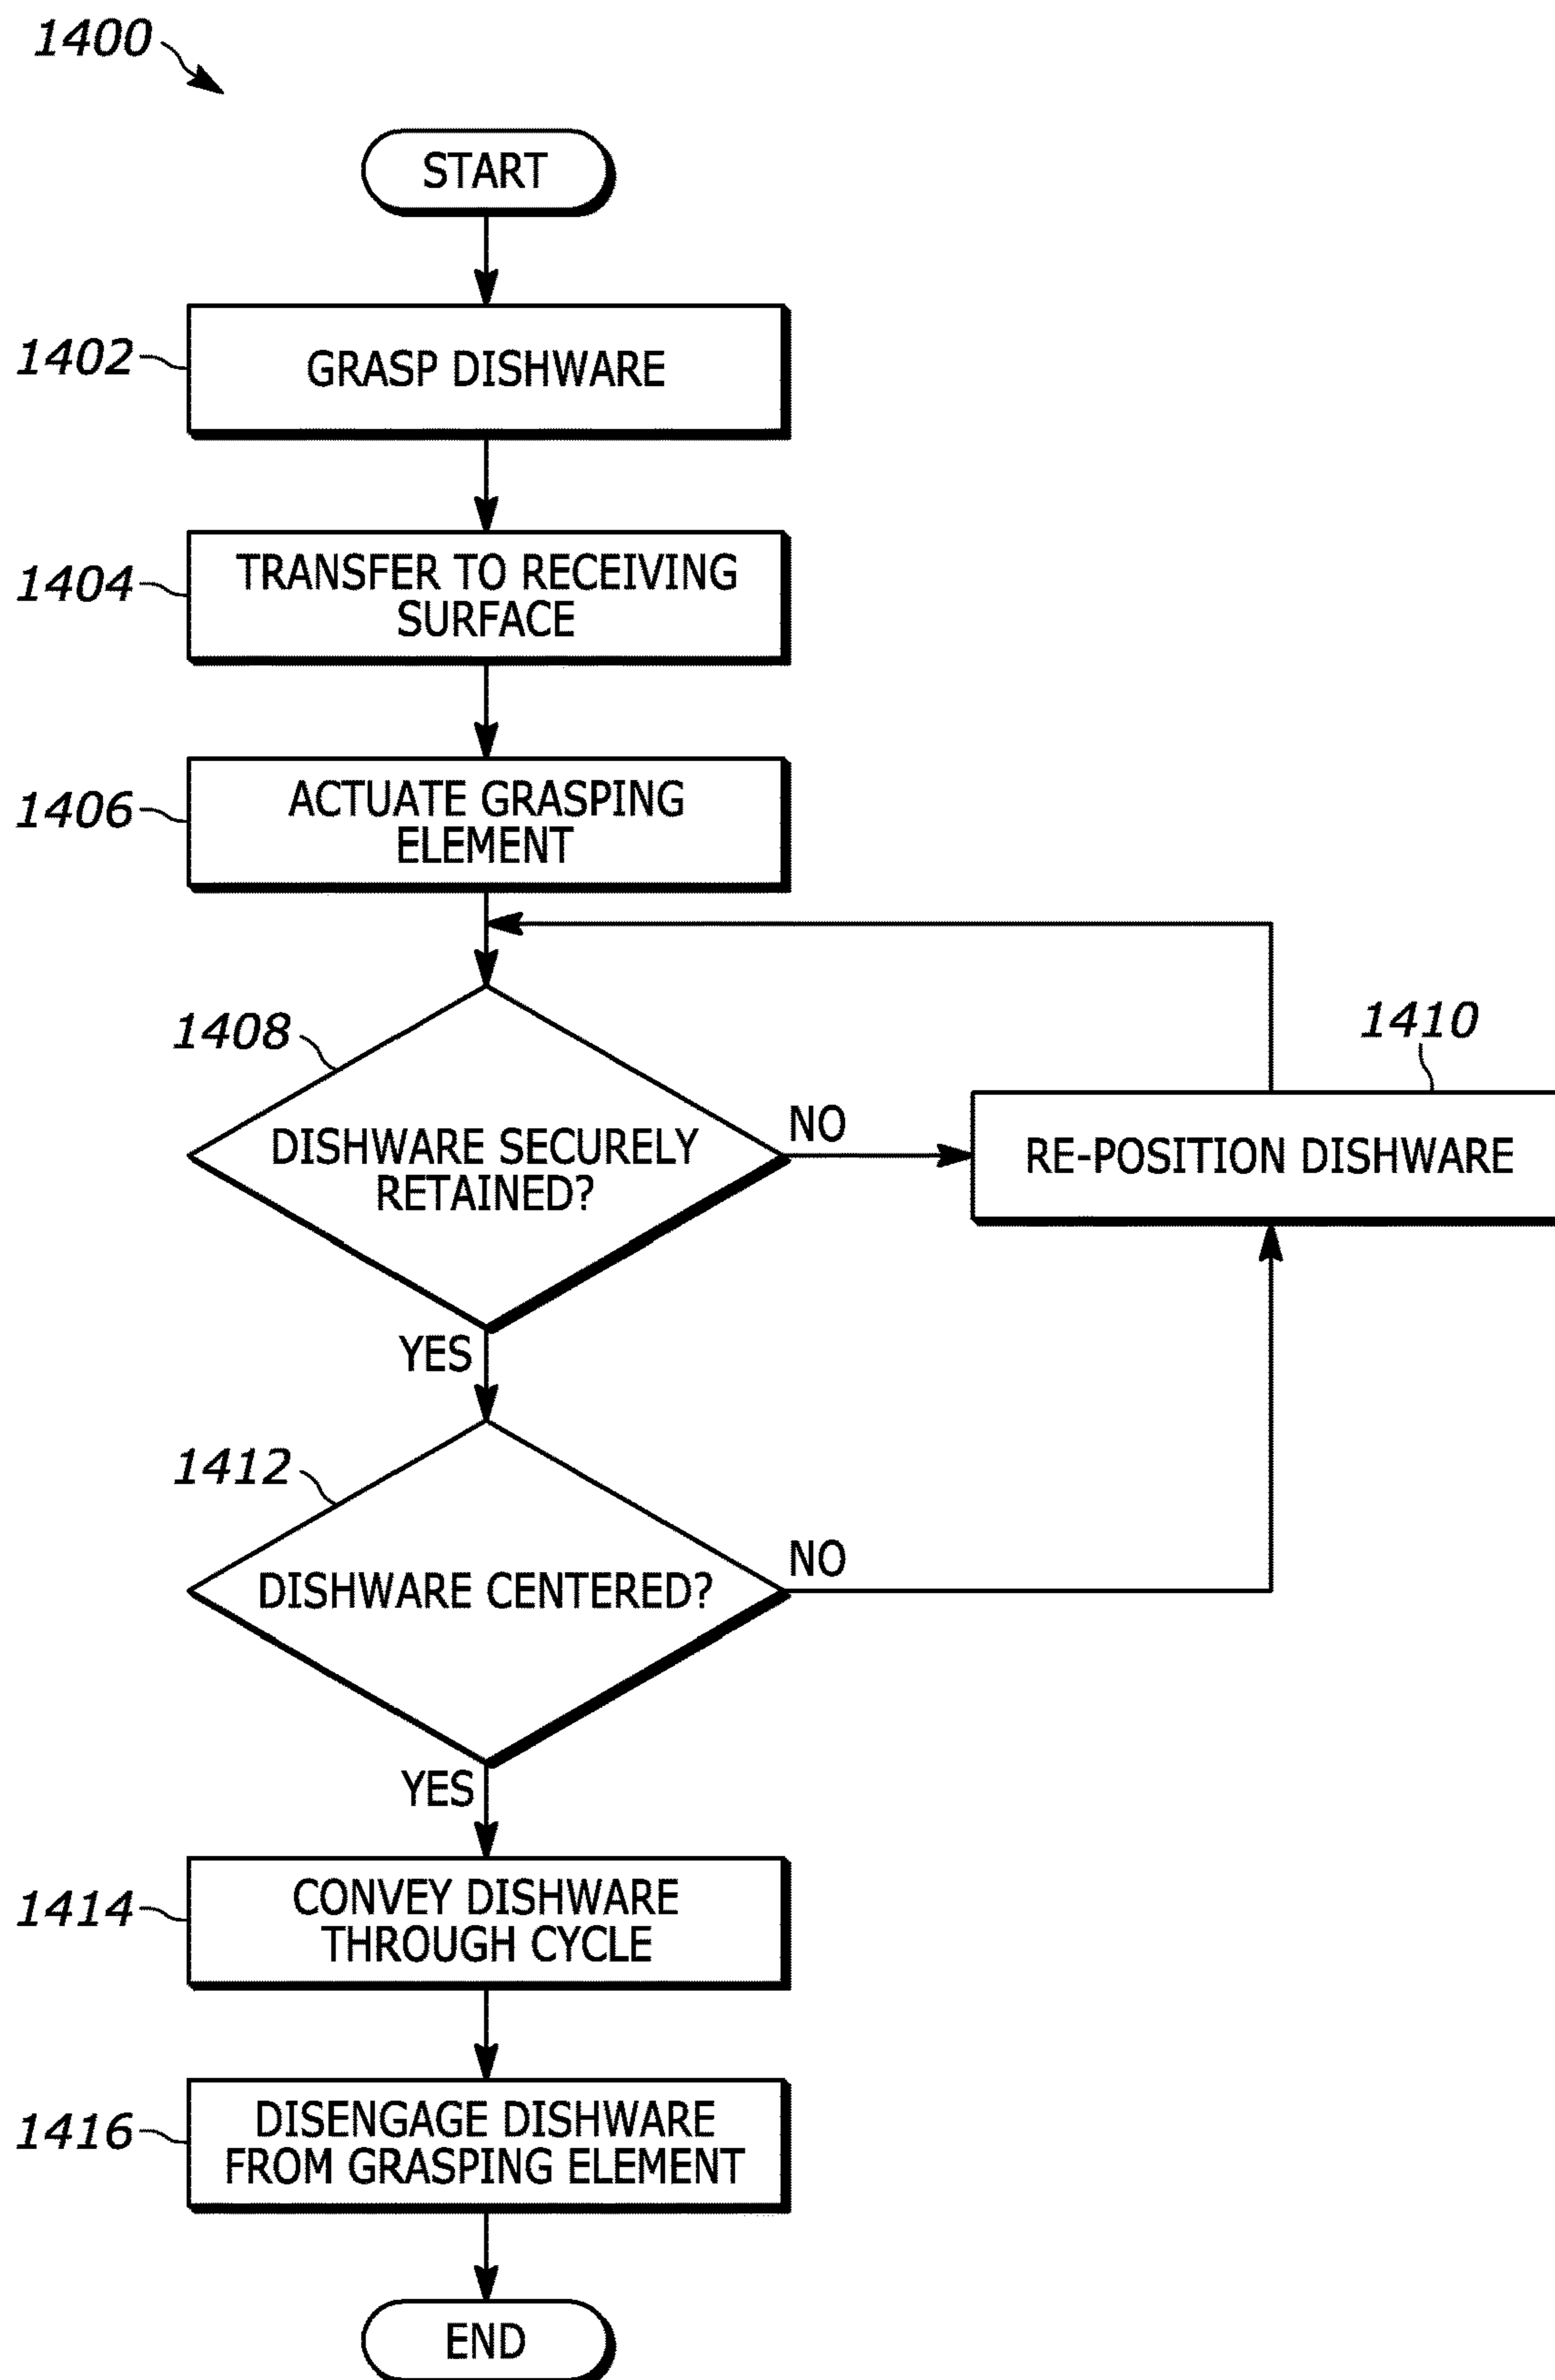 1400
START
1402
GRASP DISHWARE
1404
TRANSFER TO RECEIVING
SURFACE
1406
ACTUATE GRASPING
ELEMENT
1408
DISHWARE SECURELY
RETAINED?
NO
1410
RE-POSITION DISHWARE
YES
1412
DISHWARE CENTERED?
NO
YES
1414
CONVEY DISHWARE
THROUGH CYCLE
1416
DISENGAGE DISHWARE
FROM GRASPING ELEMENT
END